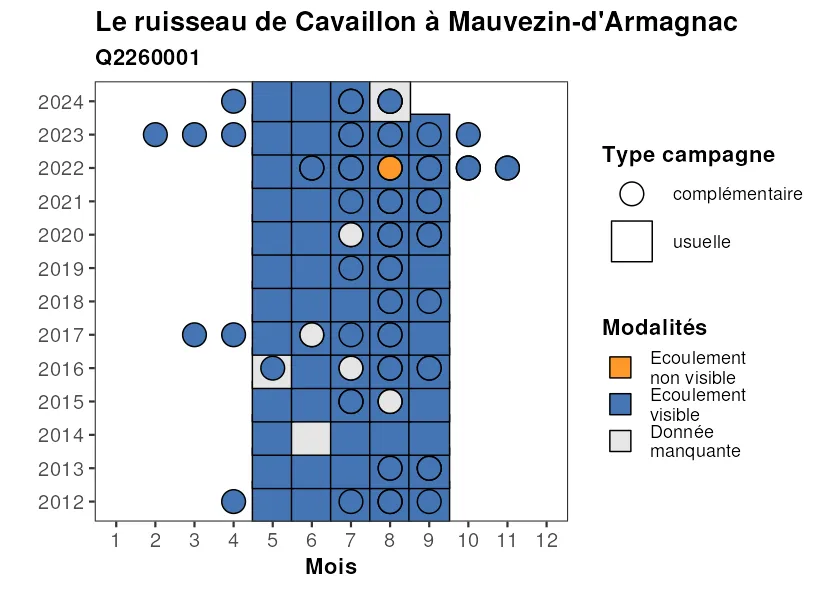 Le ruisseau de Cavaillon à Mauvezin-d'Armagnac
Q2260001
2024
2023
2022
2021
2020
2019
2018
2017
2016
2015
2014
2013
2012
1 2 3 4 5 6 7 8 9 10 11 12
Mois
Type campagne
complémentaire
usuelle
Modalités
Ecoulement
non visible
Ecoulement
visible
Donnée
manquante